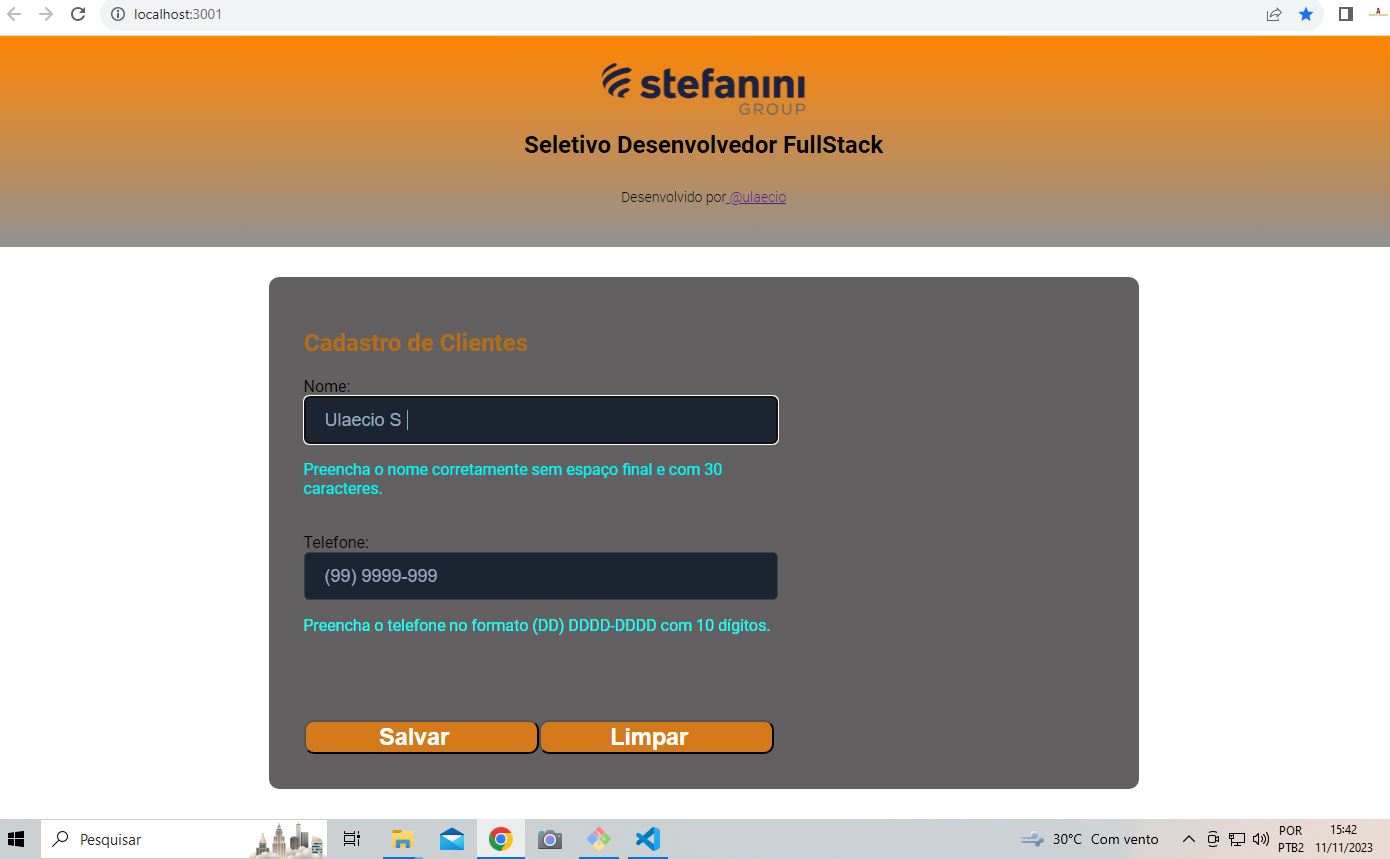 localhost:3001
stefanini
GROUP
Seletivo Desenvolvedor FullStack
Desenvolvido por @ulaecio
Cadastro de Clientes
Nome:
Ulaecio S
Preencha o nome corretamente sem espaço final e com 30
caracteres.
Telefone:
(99) 9999-999
Preencha o telefone no formato (DD) DDDD-DDDD com 10 dígitos.
Salvar Limpar
Pesquisar
30°C Com vento
POR
PTB2
15:42
11/11/2023